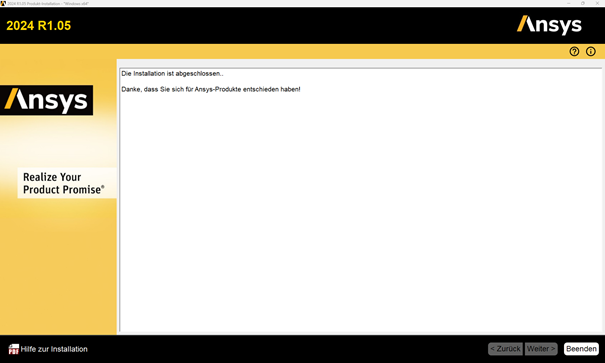 2024 R1.05 Produkt-Installation - "Windows x64"
2024 R1.05
Ansys
Die Installation ist abgeschlossen..
Danke, dass Sie sich für Ansys-Produkte entschieden haben!
Ansys
Realize Your
Product Promise®
PDF
Hilfe zur Installation
< Zurück
Weiter >
Beenden